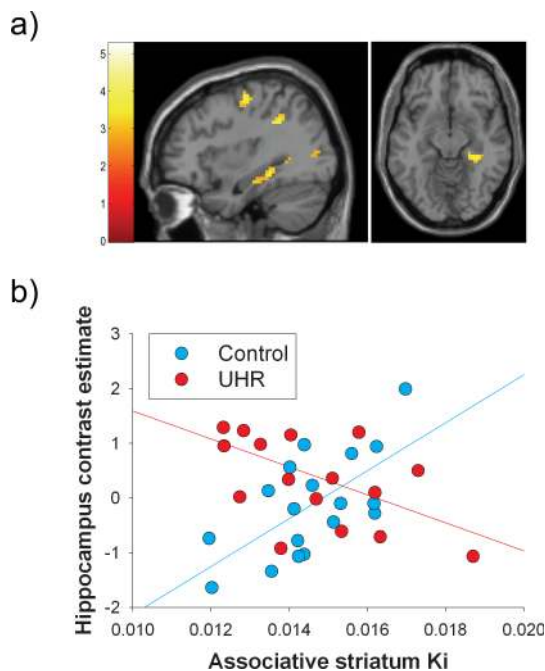 a)
5
4
3
2
1
0
b)
Hippocampus contrast estimate
3
2
1
0
-1
-2
Control
UHR
0.010 0.012 0.014 0.016 0.018 0.020
Associative striatum Ki